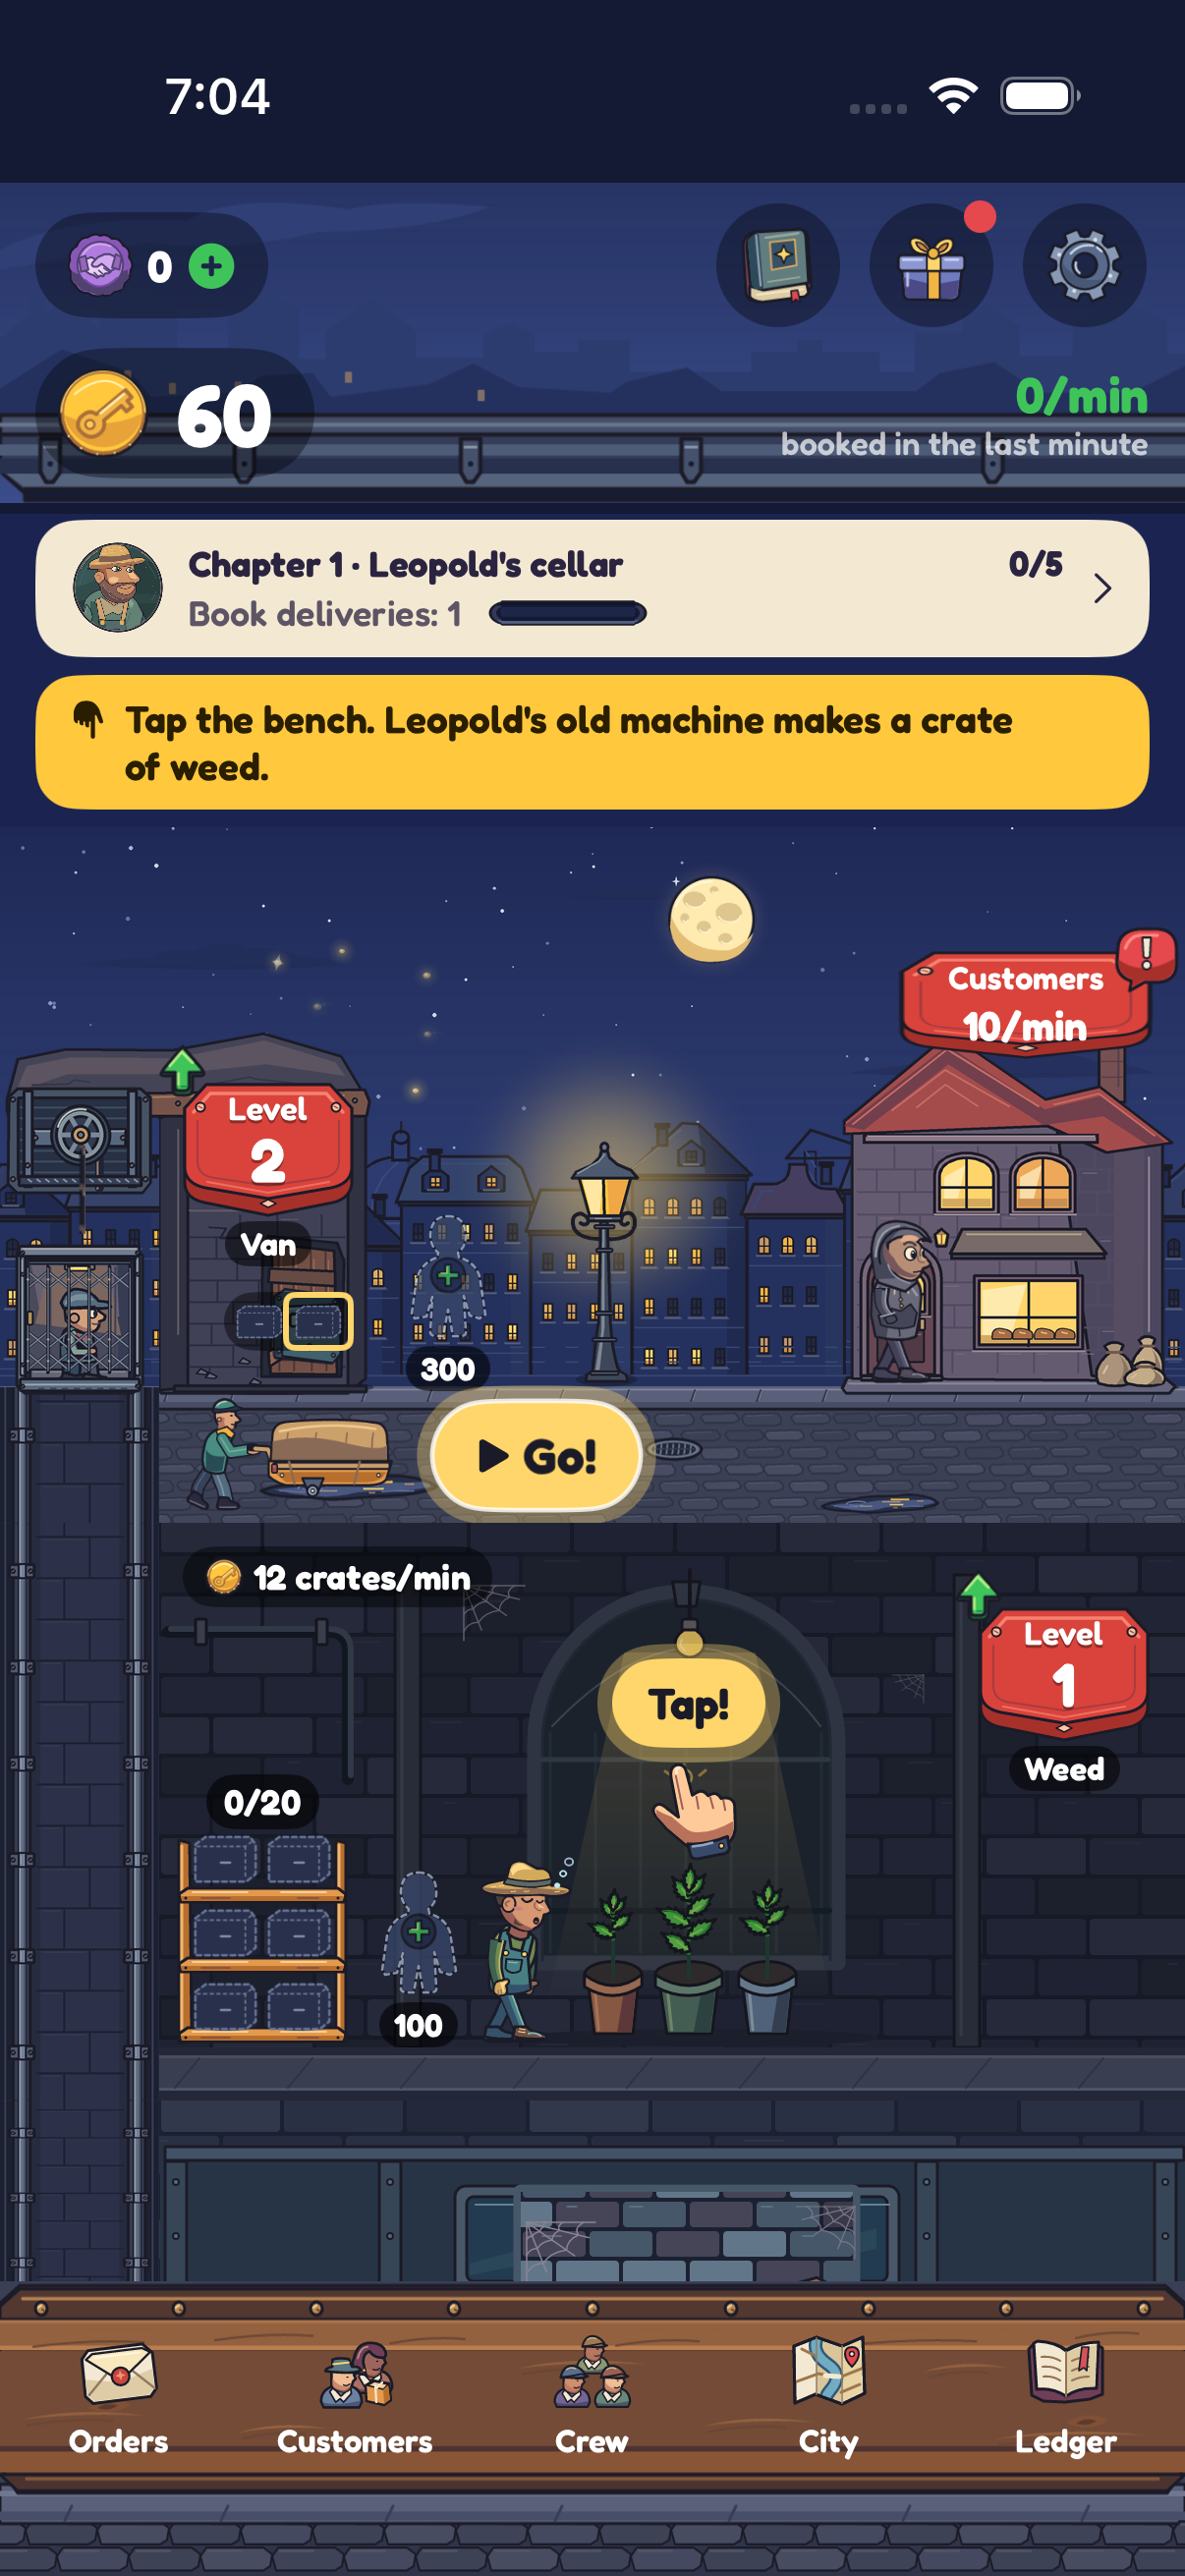 7:04
0
60
0/min
booked in the last minute
Chapter 1 · Leopold's cellar
0/5
Book deliveries: 1
Tap the bench. Leopold's old machine makes a crate
of weed.
Customers
10/min
Level
2
Van
300
Go!
12 crates/min
Tap!
Level
1
Weed
0/20
100
Orders
Customers
Crew
City
Ledger